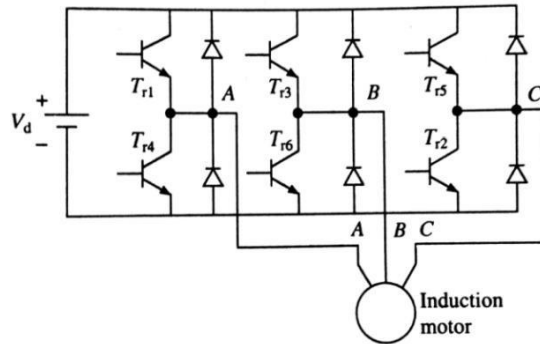 A
B
C
T_r1
T_r3
T_r5
+
V_d
−
T_r4
T_r6
T_r2
A B C
Induction
motor